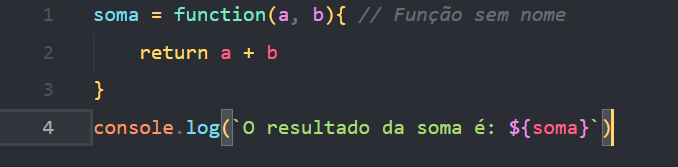 1 soma = function(a, b){ // Função sem nome
2 return a + b
3 }
4 console.log(`O resultado da soma é: ${soma}`)